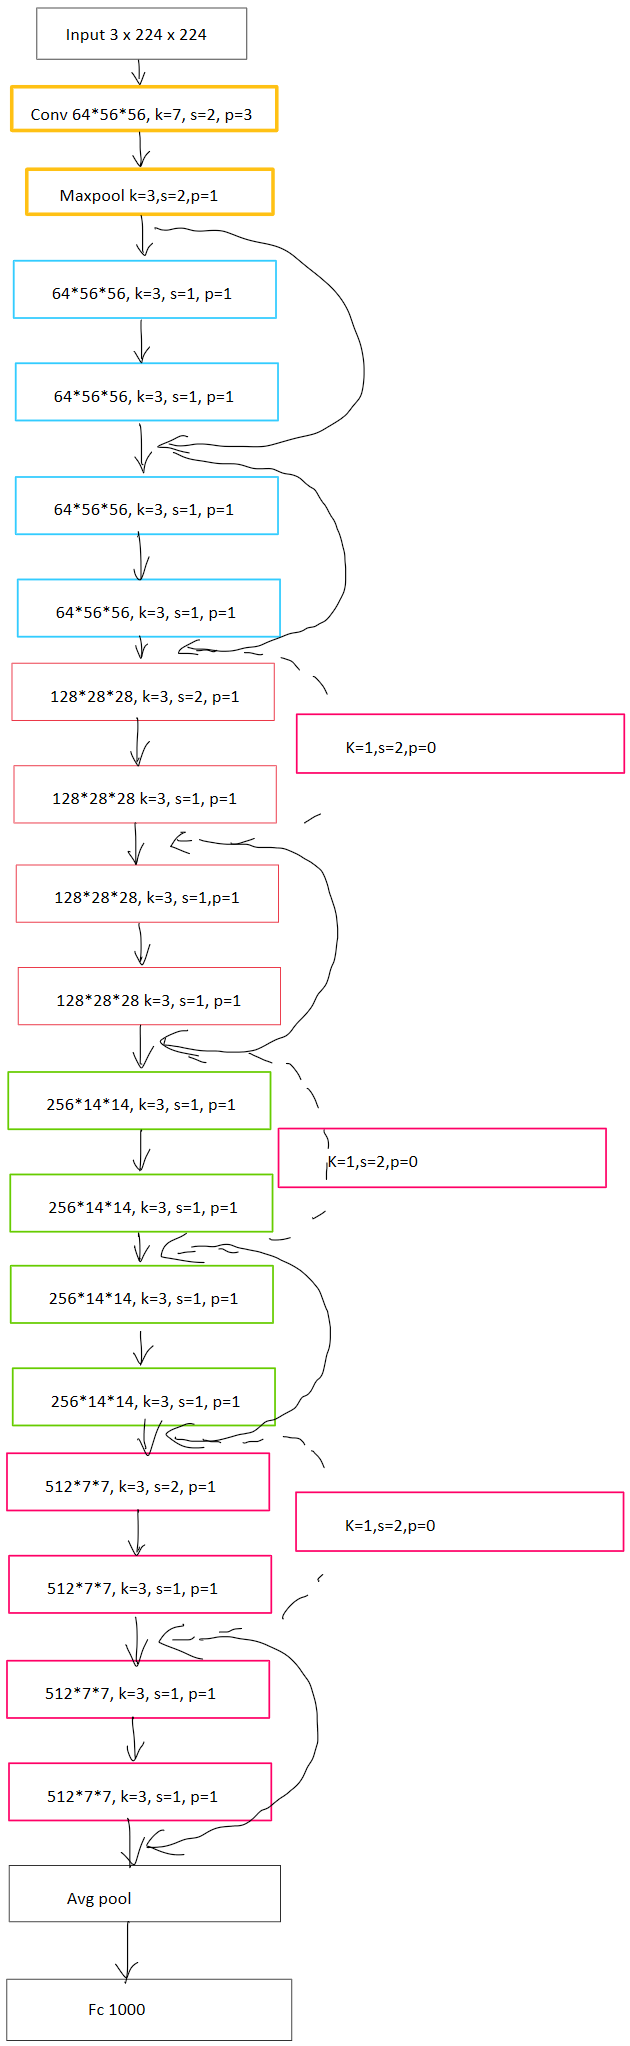 Input 3 x 224 x 224
Conv 64*56*56, k=7, s=2, p=3
Maxpool k=3,s=2,p=1
64*56*56, k=3, s=1, p=1
64*56*56, k=3, s=1, p=1
64*56*56, k=3, s=1, p=1
64*56*56, k=3, s=1, p=1
128*28*28, k=3, s=2, p=1
K=1,s=2,p=0
128*28*28 k=3, s=1, p=1
128*28*28, k=3, s=1,p=1
128*28*28 k=3, s=1, p=1
256*14*14, k=3, s=1, p=1
K=1,s=2,p=0
256*14*14, k=3, s=1, p=1
256*14*14, k=3, s=1, p=1
256*14*14, k=3, s=1, p=1
512*7*7, k=3, s=2, p=1
K=1,s=2,p=0
512*7*7, k=3, s=1, p=1
512*7*7, k=3, s=1, p=1
512*7*7, k=3, s=1, p=1
Avg pool
Fc 1000